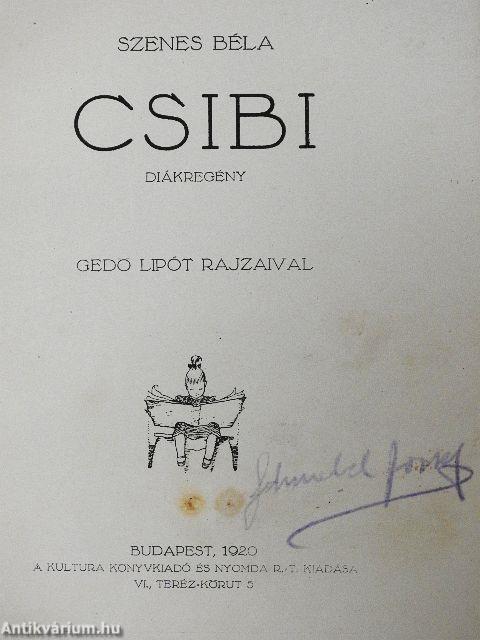 SZENES BÉLA
CSIBI
DIÁKREGÉNY
GEDŐ LIPÓT RAJZAIVAL
BUDAPEST, 1920
A KULTURA KÖNYVKIADÓ ÉS NYOMDA R.-T. KIADÁSA
VI., TERÉZ-KÖRUT 5
Antikvárium.hu